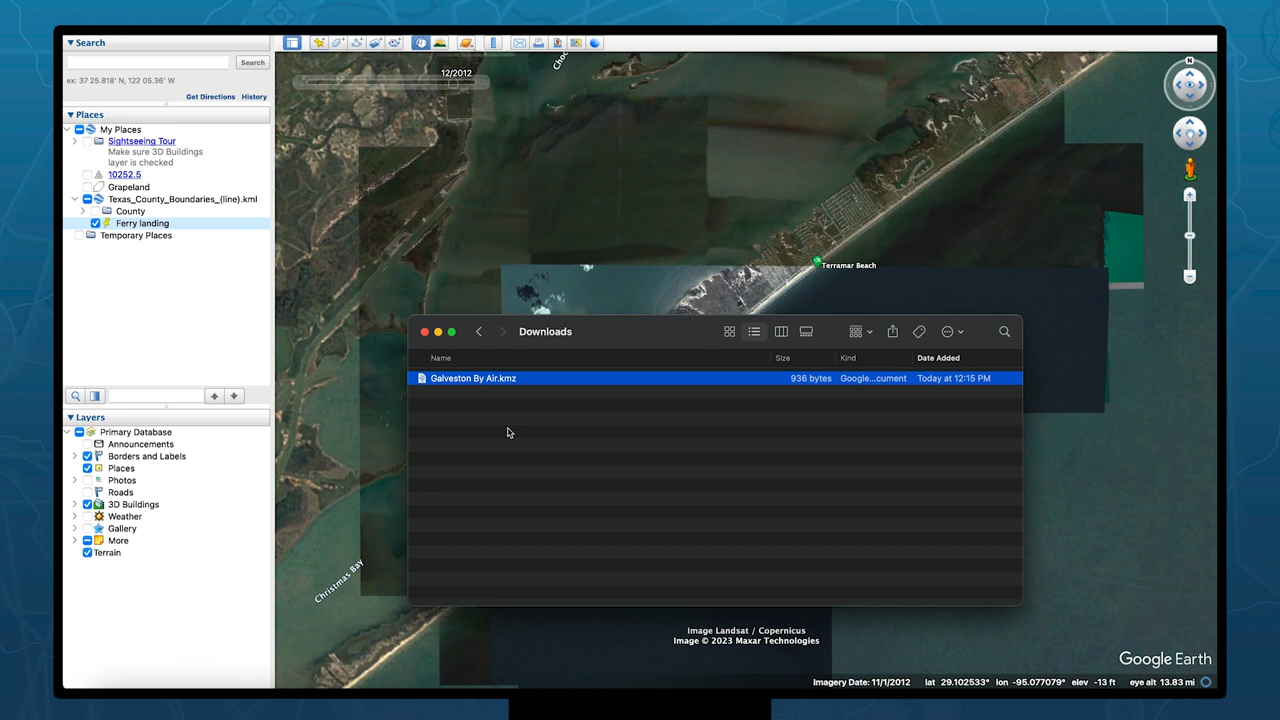 Search
Search
ex: 37 25.818' N, 122 05.36' W
Get Directions History
Places
My Places
Sightseeing Tour
Make sure 3D Buildings
layer is checked
10252.5
Grapeland
Texas_County_Boundaries_(line).kml
County
Ferry landing
Temporary Places
Layers
Primary Database
Announcements
Borders and Labels
Places
Photos
Roads
3D Buildings
Weather
Gallery
More
Terrain
12/2012
Choc
N
Terramar Beach
Downloads
Name Size Kind Date Added
Galveston By Air.kmz 936 bytes Google...cument Today at 12:15 PM
Christmas Bay
Image Landsat / Copernicus
Image © 2023 Maxar Technologies
Google Earth
Imagery Date: 11/1/2012 lat 29.102533° lon -95.077079° elev -13 ft eye alt 13.83 mi